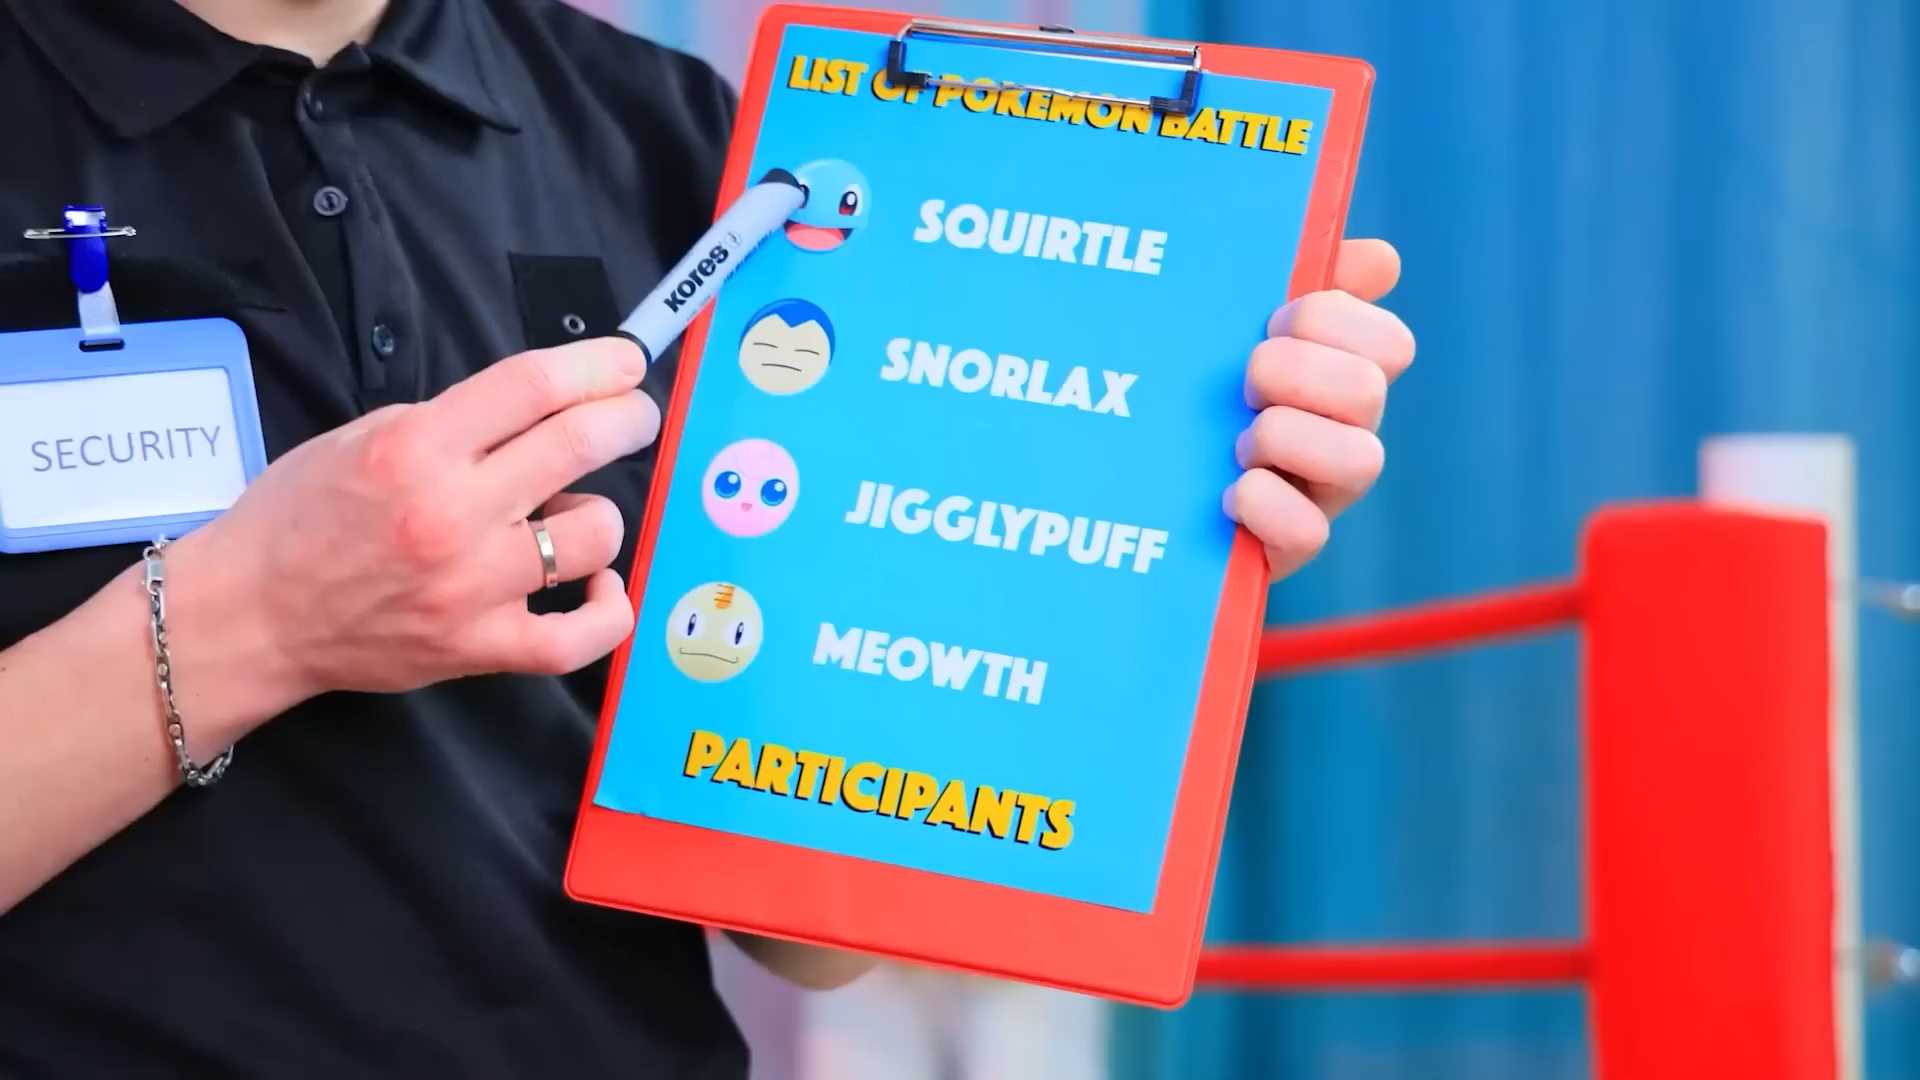 LIST OF POKEMON BATTLE
SQUIRTLE
SNORLAX
JIGGLYPUFF
MEOWTH
PARTICIPANTS
kores
SECURITY